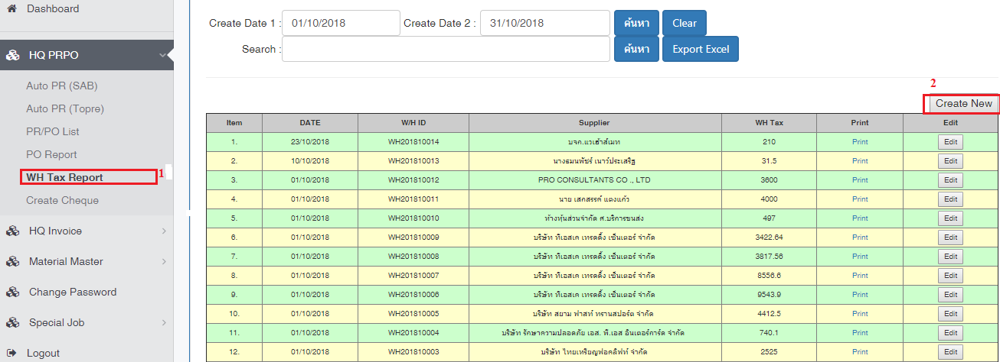 Dashboard
HQ PRPO
Auto PR (SAB)
Auto PR (Topre)
PR/PO List
PO Report
WH Tax Report 1
Create Cheque
HQ Invoice
Material Master
Change Password
Special Job
Logout
Create Date 1 : 01/10/2018 Create Date 2 : 31/10/2018 ค้นหา Clear
Search : ค้นหา Export Excel
2
Create New
Item DATE W/H ID Supplier WH Tax Print Edit
1. 23/10/2018 WH201810014 บจก.แวเฮ้าส์เมท 210 Print Edit
2. 10/10/2018 WH201810013 นางธมนพัชร์ เนาว์ประเสริฐ 31.5 Print Edit
3. 01/10/2018 WH201810012 PRO CONSULTANTS CO ., LTD 3600 Print Edit
4. 01/10/2018 WH201810011 นาย เสกสรรค์ แตงแก้ว 4000 Print Edit
5. 01/10/2018 WH201810010 ห้างหุ้นส่วนจำกัด ศ.บริการขนส่ง 497 Print Edit
6. 01/10/2018 WH201810009 บริษัท ทีเอสเค เทรดดิ้ง เซ็นเตอร์ จำกัด 3422.64 Print Edit
7. 01/10/2018 WH201810008 บริษัท ทีเอสเค เทรดดิ้ง เซ็นเตอร์ จำกัด 3817.56 Print Edit
8. 01/10/2018 WH201810007 บริษัท ทีเอสเค เทรดดิ้ง เซ็นเตอร์ จำกัด 8556.6 Print Edit
9. 01/10/2018 WH201810006 บริษัท ทีเอสเค เทรดดิ้ง เซ็นเตอร์ จำกัด 9543.9 Print Edit
10. 01/10/2018 WH201810005 บริษัท สยาม ฟาสท์ ทรานสปอร์ต จำกัด 4412.5 Print Edit
11. 01/10/2018 WH201810004 บริษัท รักษาความปลอดภัย เอส. พี.เอส อินเตอร์การ์ด จำกัด 740.1 Print Edit
12. 01/10/2018 WH201810003 บริษัท ไทยเหรียญฟอคลิฟท์ จำกัด 2525 Print Edit